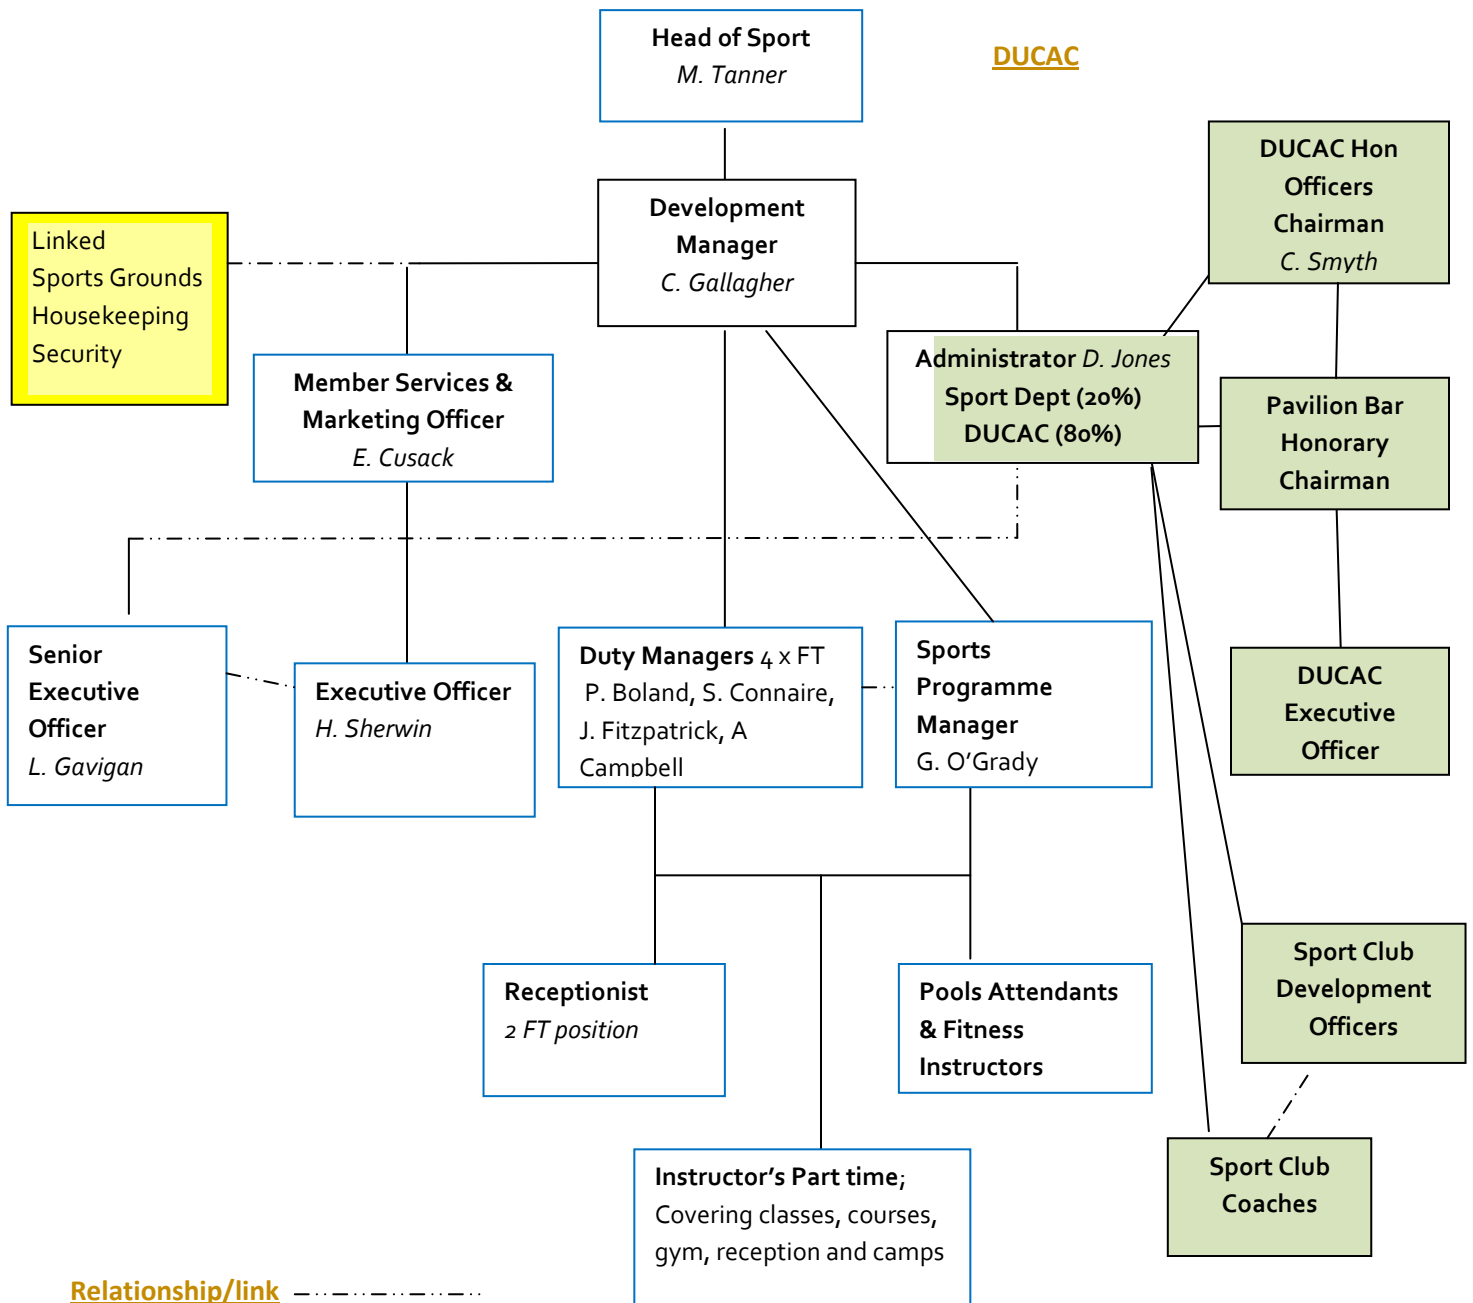 Head of Sport
M. Tanner
DUCAC
DUCAC Hon
Officers
Chairman
C. Smyth
Development
Manager
C. Gallagher
Linked
Sports Grounds
Housekeeping
Security
Administrator D. Jones
Sport Dept (20%)
DUCAC (80%)
Member Services &
Marketing Officer
E. Cusack
Pavilion Bar
Honorary
Chairman
Senior
Executive
Officer
L. Gavigan
Executive Officer
H. Sherwin
Duty Managers 4 x FT
P. Boland, S. Connaire,
J. Fitzpatrick, A
Campbell
Sports
Programme
Manager
G. O’Grady
DUCAC
Executive
Officer
Receptionist
2 FT position
Pools Attendants
& Fitness
Instructors
Sport Club
Development
Officers
Instructor’s Part time;
Covering classes, courses,
gym, reception and camps
Sport Club
Coaches
Relationship/link